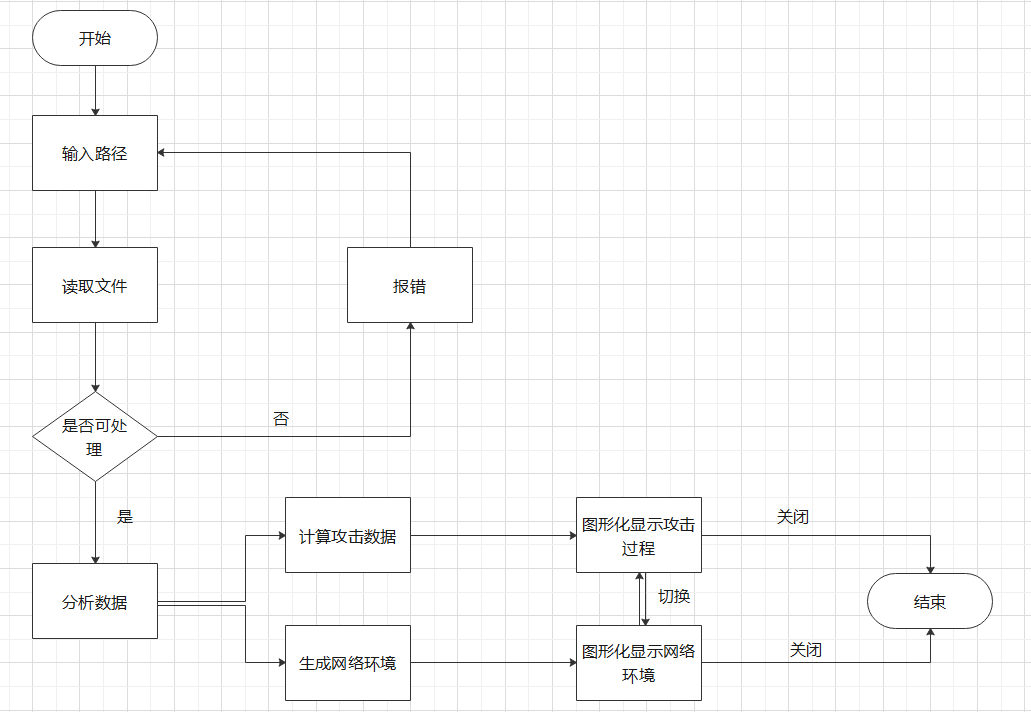 开始
输入路径
读取文件
报错
是否可处
理
否
是
计算攻击数据
图形化显示攻击
过程
关闭
分析数据
切换
结束
生成网络环境
图形化显示网络
环境
关闭